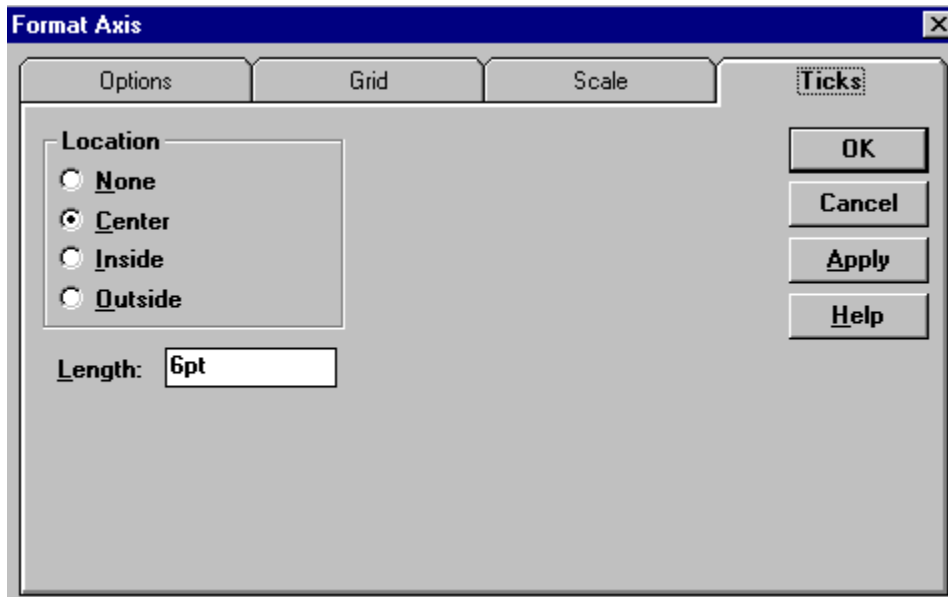 Format Axis
Options Grid Scale Ticks
Location
None
Center
Inside
Outside
Length: 6pt
OK
Cancel
Apply
Help